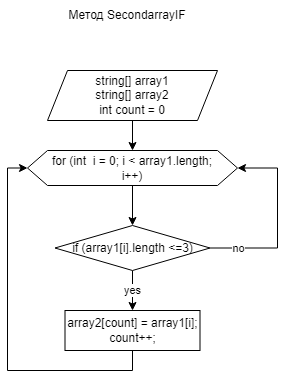 Метод SecondarrayIF
string[] array1
string[] array2
int count = 0
for (int i = 0; i < array1.length;
i++)
if (array1[i].length <=3)
no
yes
array2[count] = array1[i];
count++;